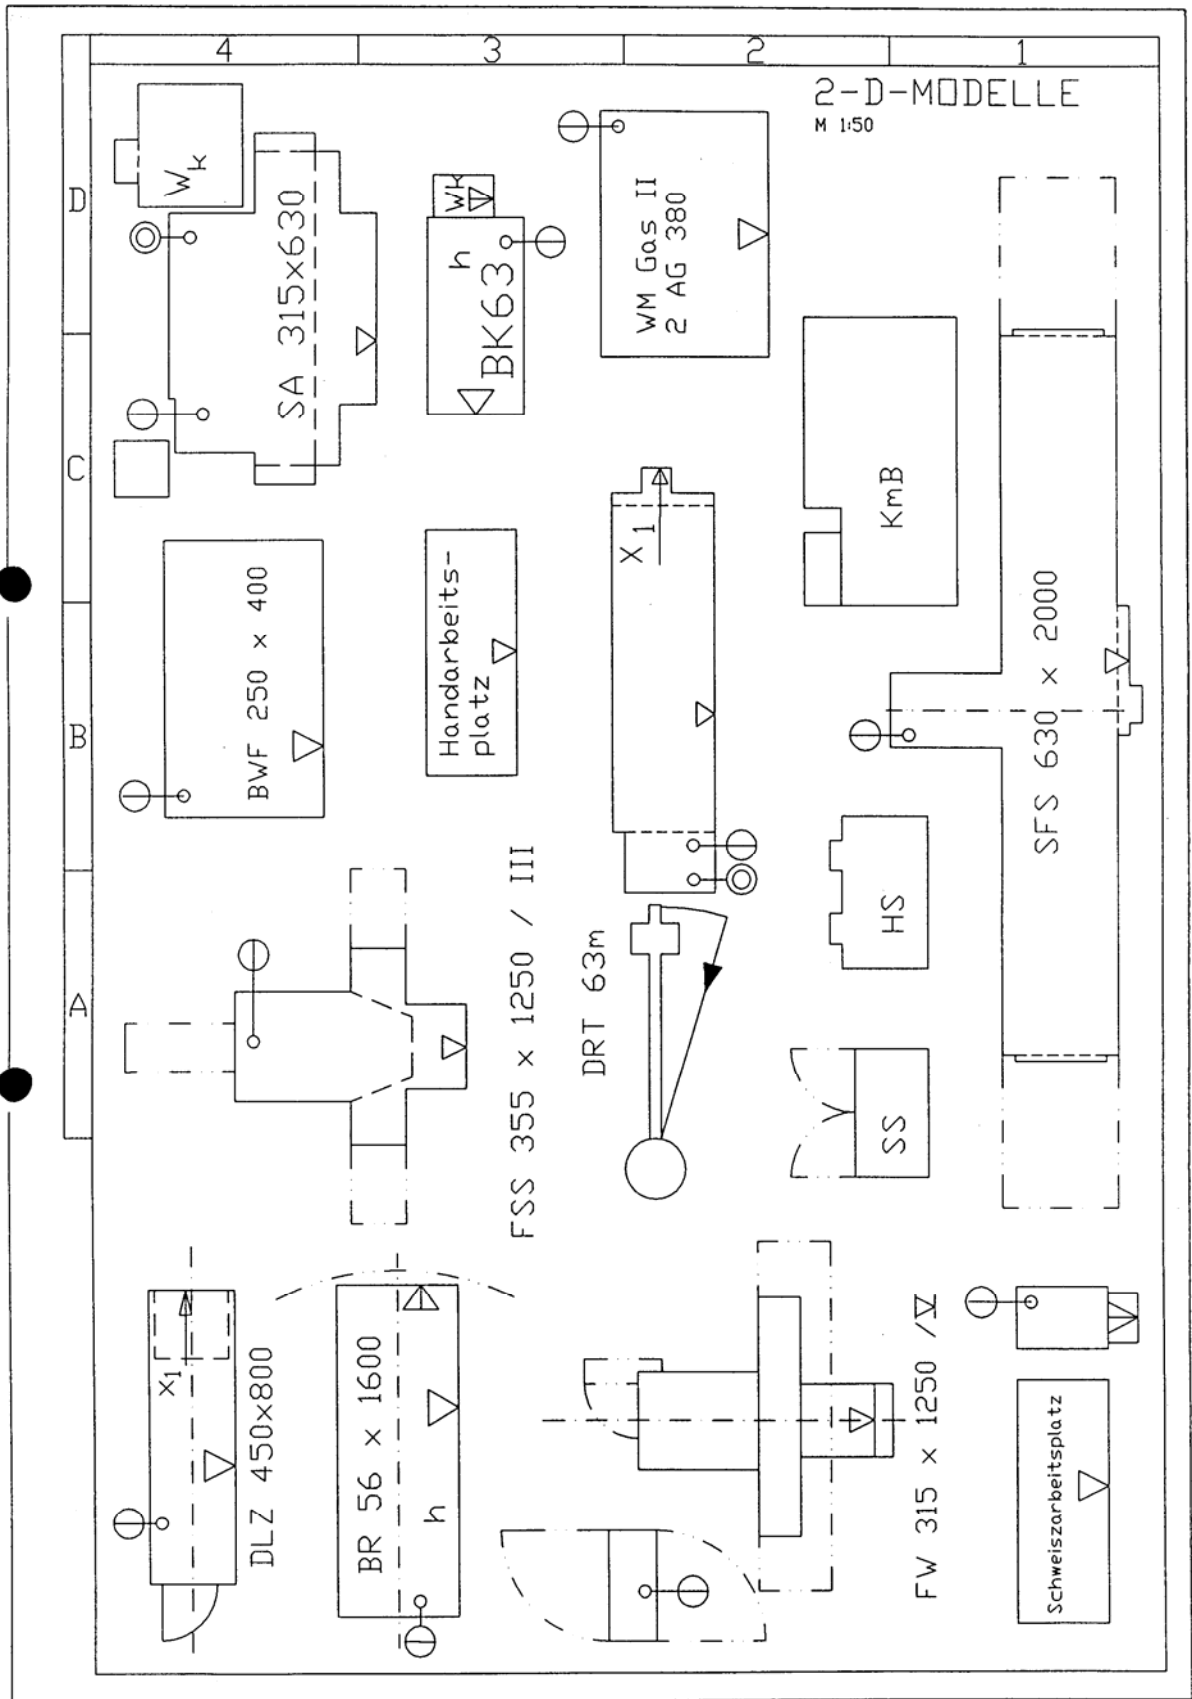 4
3
2
1
D
C
B
A
2-D-MODELLE
M 1:50
Wk
SA 315x630
Wk
h
BK63
WM Gas II
2 AG 380
KmB
BWF 250 x 400
Handarbeits-
platz
X1
SFS 630 x 2000
HS
SS
FSS 355 x 1250 / III
DRT 63m
x1
DLZ 450x800
BR 56 x 1600
h
FW 315 x 1250 /V
Schweiszarbeitsplatz